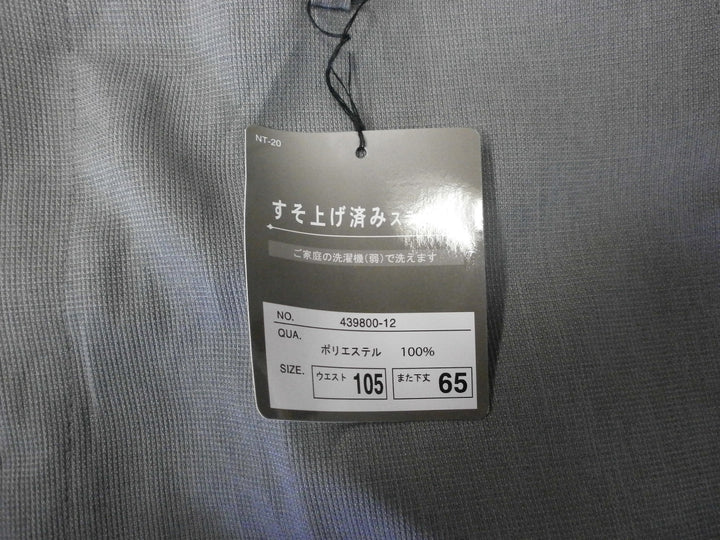 NT-20
すそ上げ済み
ご家庭の洗濯機(弱)で洗えます
NO. 439800-12
QUA.
ポリエステル 100%
SIZE. ウエスト 105 また下丈 65